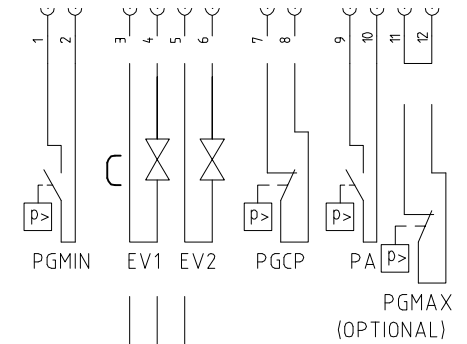 1 2 3 4 5 6 7 8 9 10 11 12
p> p> p> p>
PGMIN EV1 EV2 PGCP PA
PGMAX
(OPTIONAL)